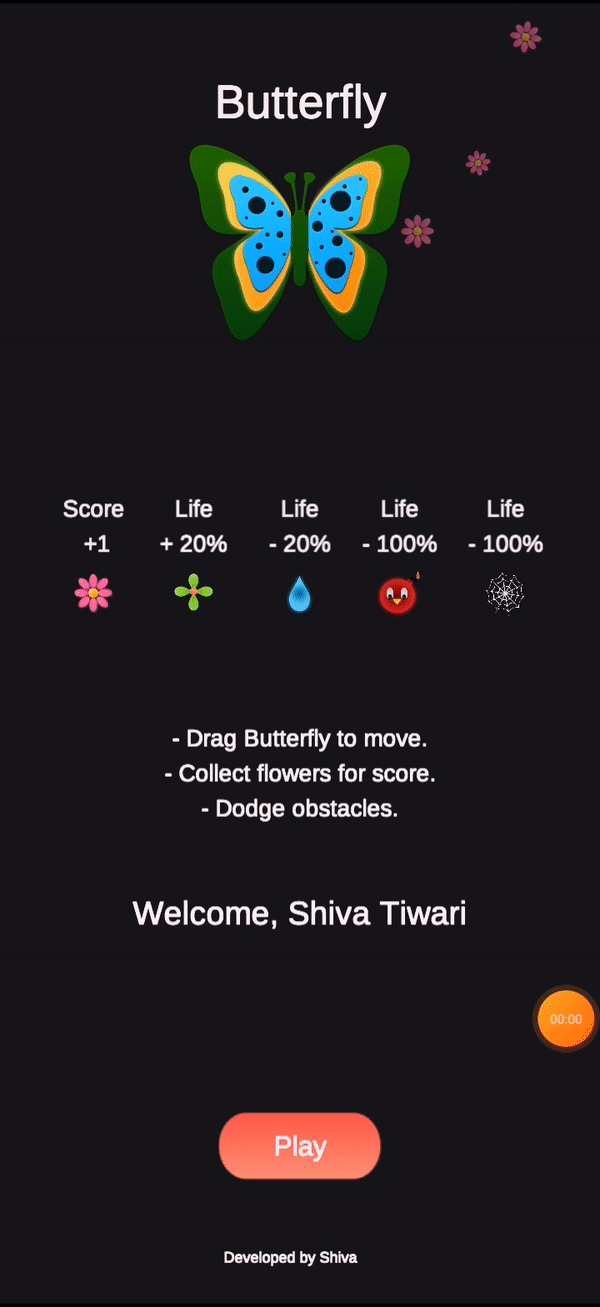 Butterfly
Score Life Life Life Life
+1 + 20% - 20% - 100% - 100%
- Drag Butterfly to move.
- Collect flowers for score.
- Dodge obstacles.
Welcome, Shiva Tiwari
00:00
Play
Developed by Shiva